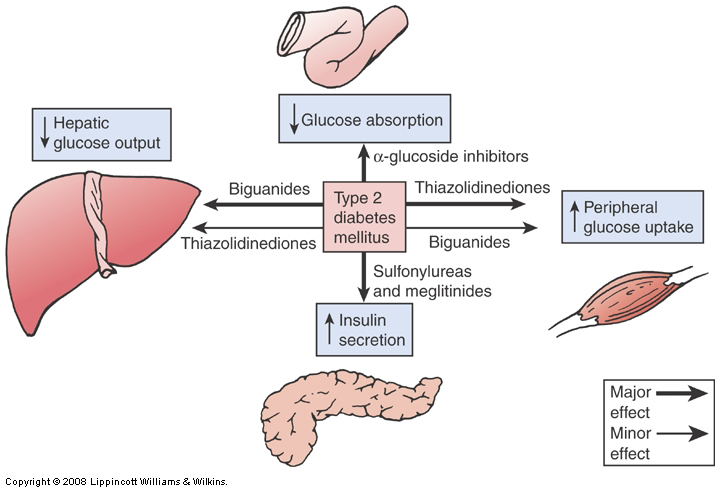 ↓ Glucose absorption
↓ Hepatic
glucose output
α-glucoside inhibitors
Biguanides
Thiazolidinediones
Type 2
diabetes
mellitus
Thiazolidinediones
Biguanides
↑ Peripheral
glucose uptake
Sulfonylureas
and meglitinides
↑ Insulin
secretion
Major
effect
Minor
effect
Copyright © 2008 Lippincott Williams & Wilkins.